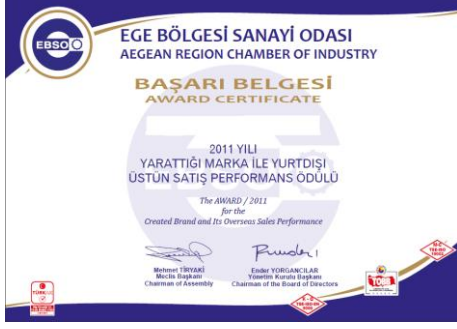 EBSO
EGE BÖLGESİ SANAYİ ODASI
AEGEAN REGION CHAMBER OF INDUSTRY
BAŞARI BELGESİ
AWARD CERTIFICATE
2011 YILI
YARATTIĞI MARKA İLE YURTDIŞI
ÜSTÜN SATIŞ PERFORMANS ÖDÜLÜ
The AWARD / 2011
for the
Created Brand and Its Overseas Sales Performance
Mehmet TİRYAKİ
Meclis Başkanı
Chairman of Assembly
Ender YORGANCILAR
Yönetim Kurulu Başkanı
Chairman of the Board of Directors